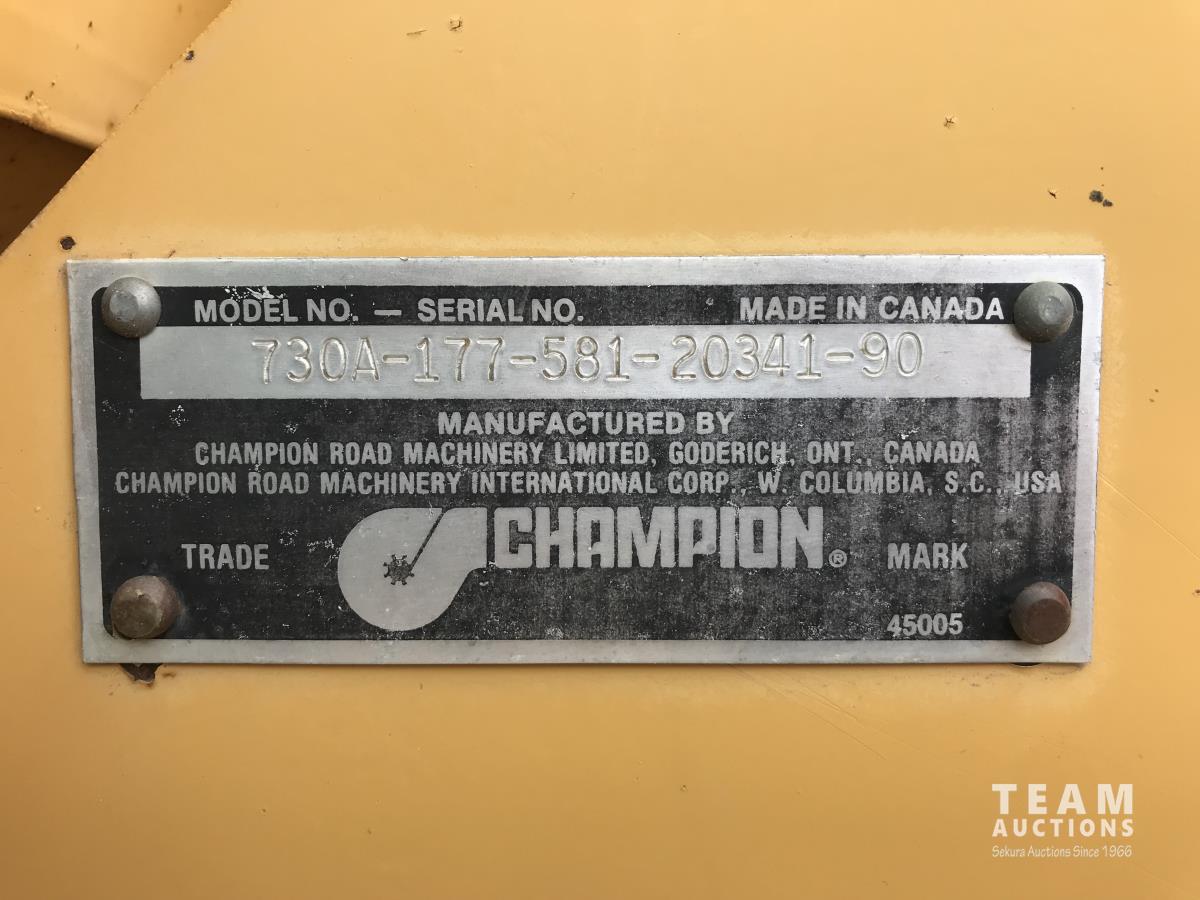 MODEL NO. — SERIAL NO. MADE IN CANADA
730A-177-581-20341-90
MANUFACTURED BY
CHAMPION ROAD MACHINERY LIMITED, GODERICH, ONT., CANADA
CHAMPION ROAD MACHINERY INTERNATIONAL CORP., W. COLUMBIA, S.C., USA
TRADE CHAMPION® MARK
45005
TEAM
AUCTIONS
Sekura Auctions Since 1966